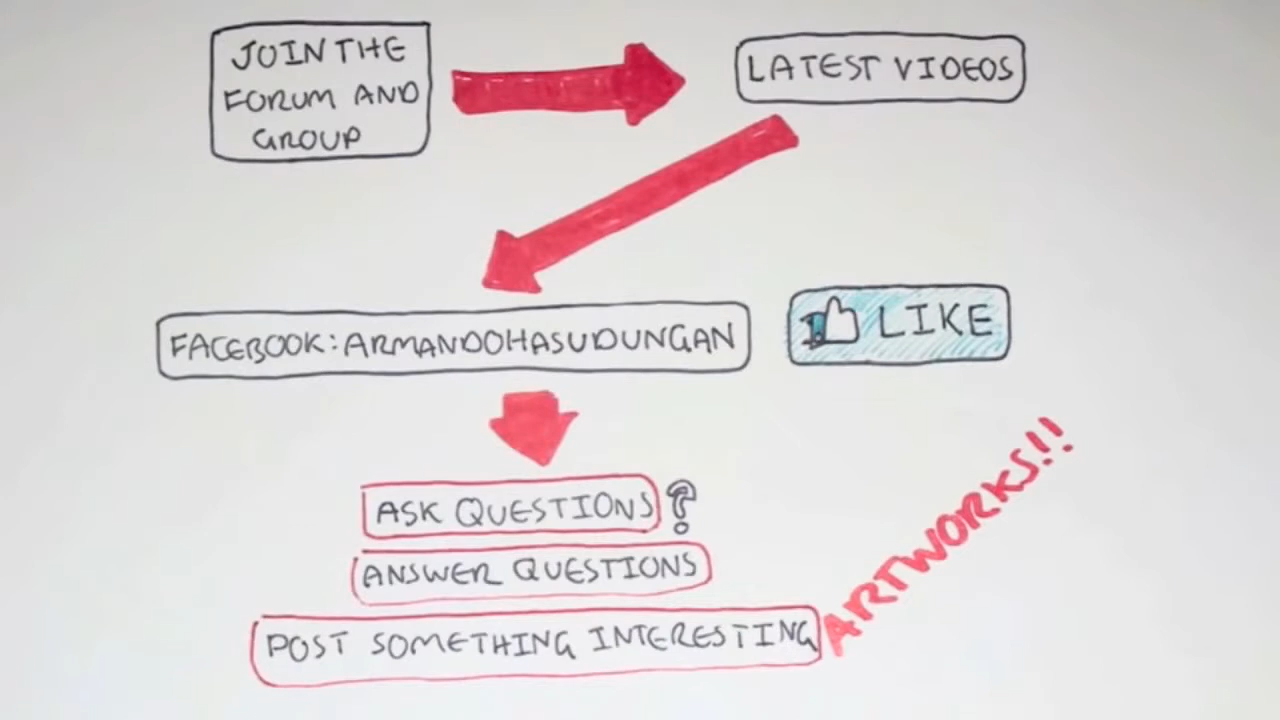 JOIN THE
FORUM AND
GROUP
LATEST VIDEOS
FACEBOOK:ARMANDOHASUDUNGAN
LIKE
ASK QUESTIONS?
ANSWER QUESTIONS
POST SOMETHING INTERESTING
ARTWORKS!!